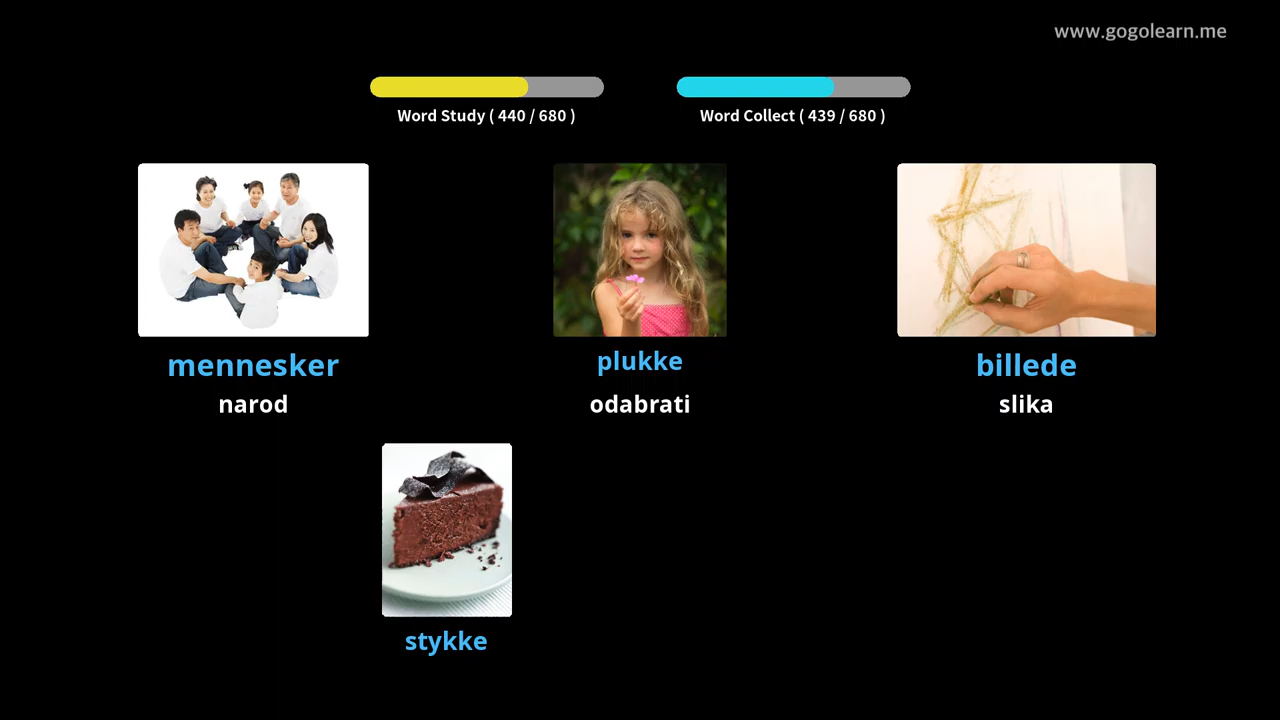 www.gogolearn.me
Word Study ( 440 / 680 )
Word Collect ( 439 / 680 )
mennesker
narod
plukke
odabrati
billede
slika
stykke